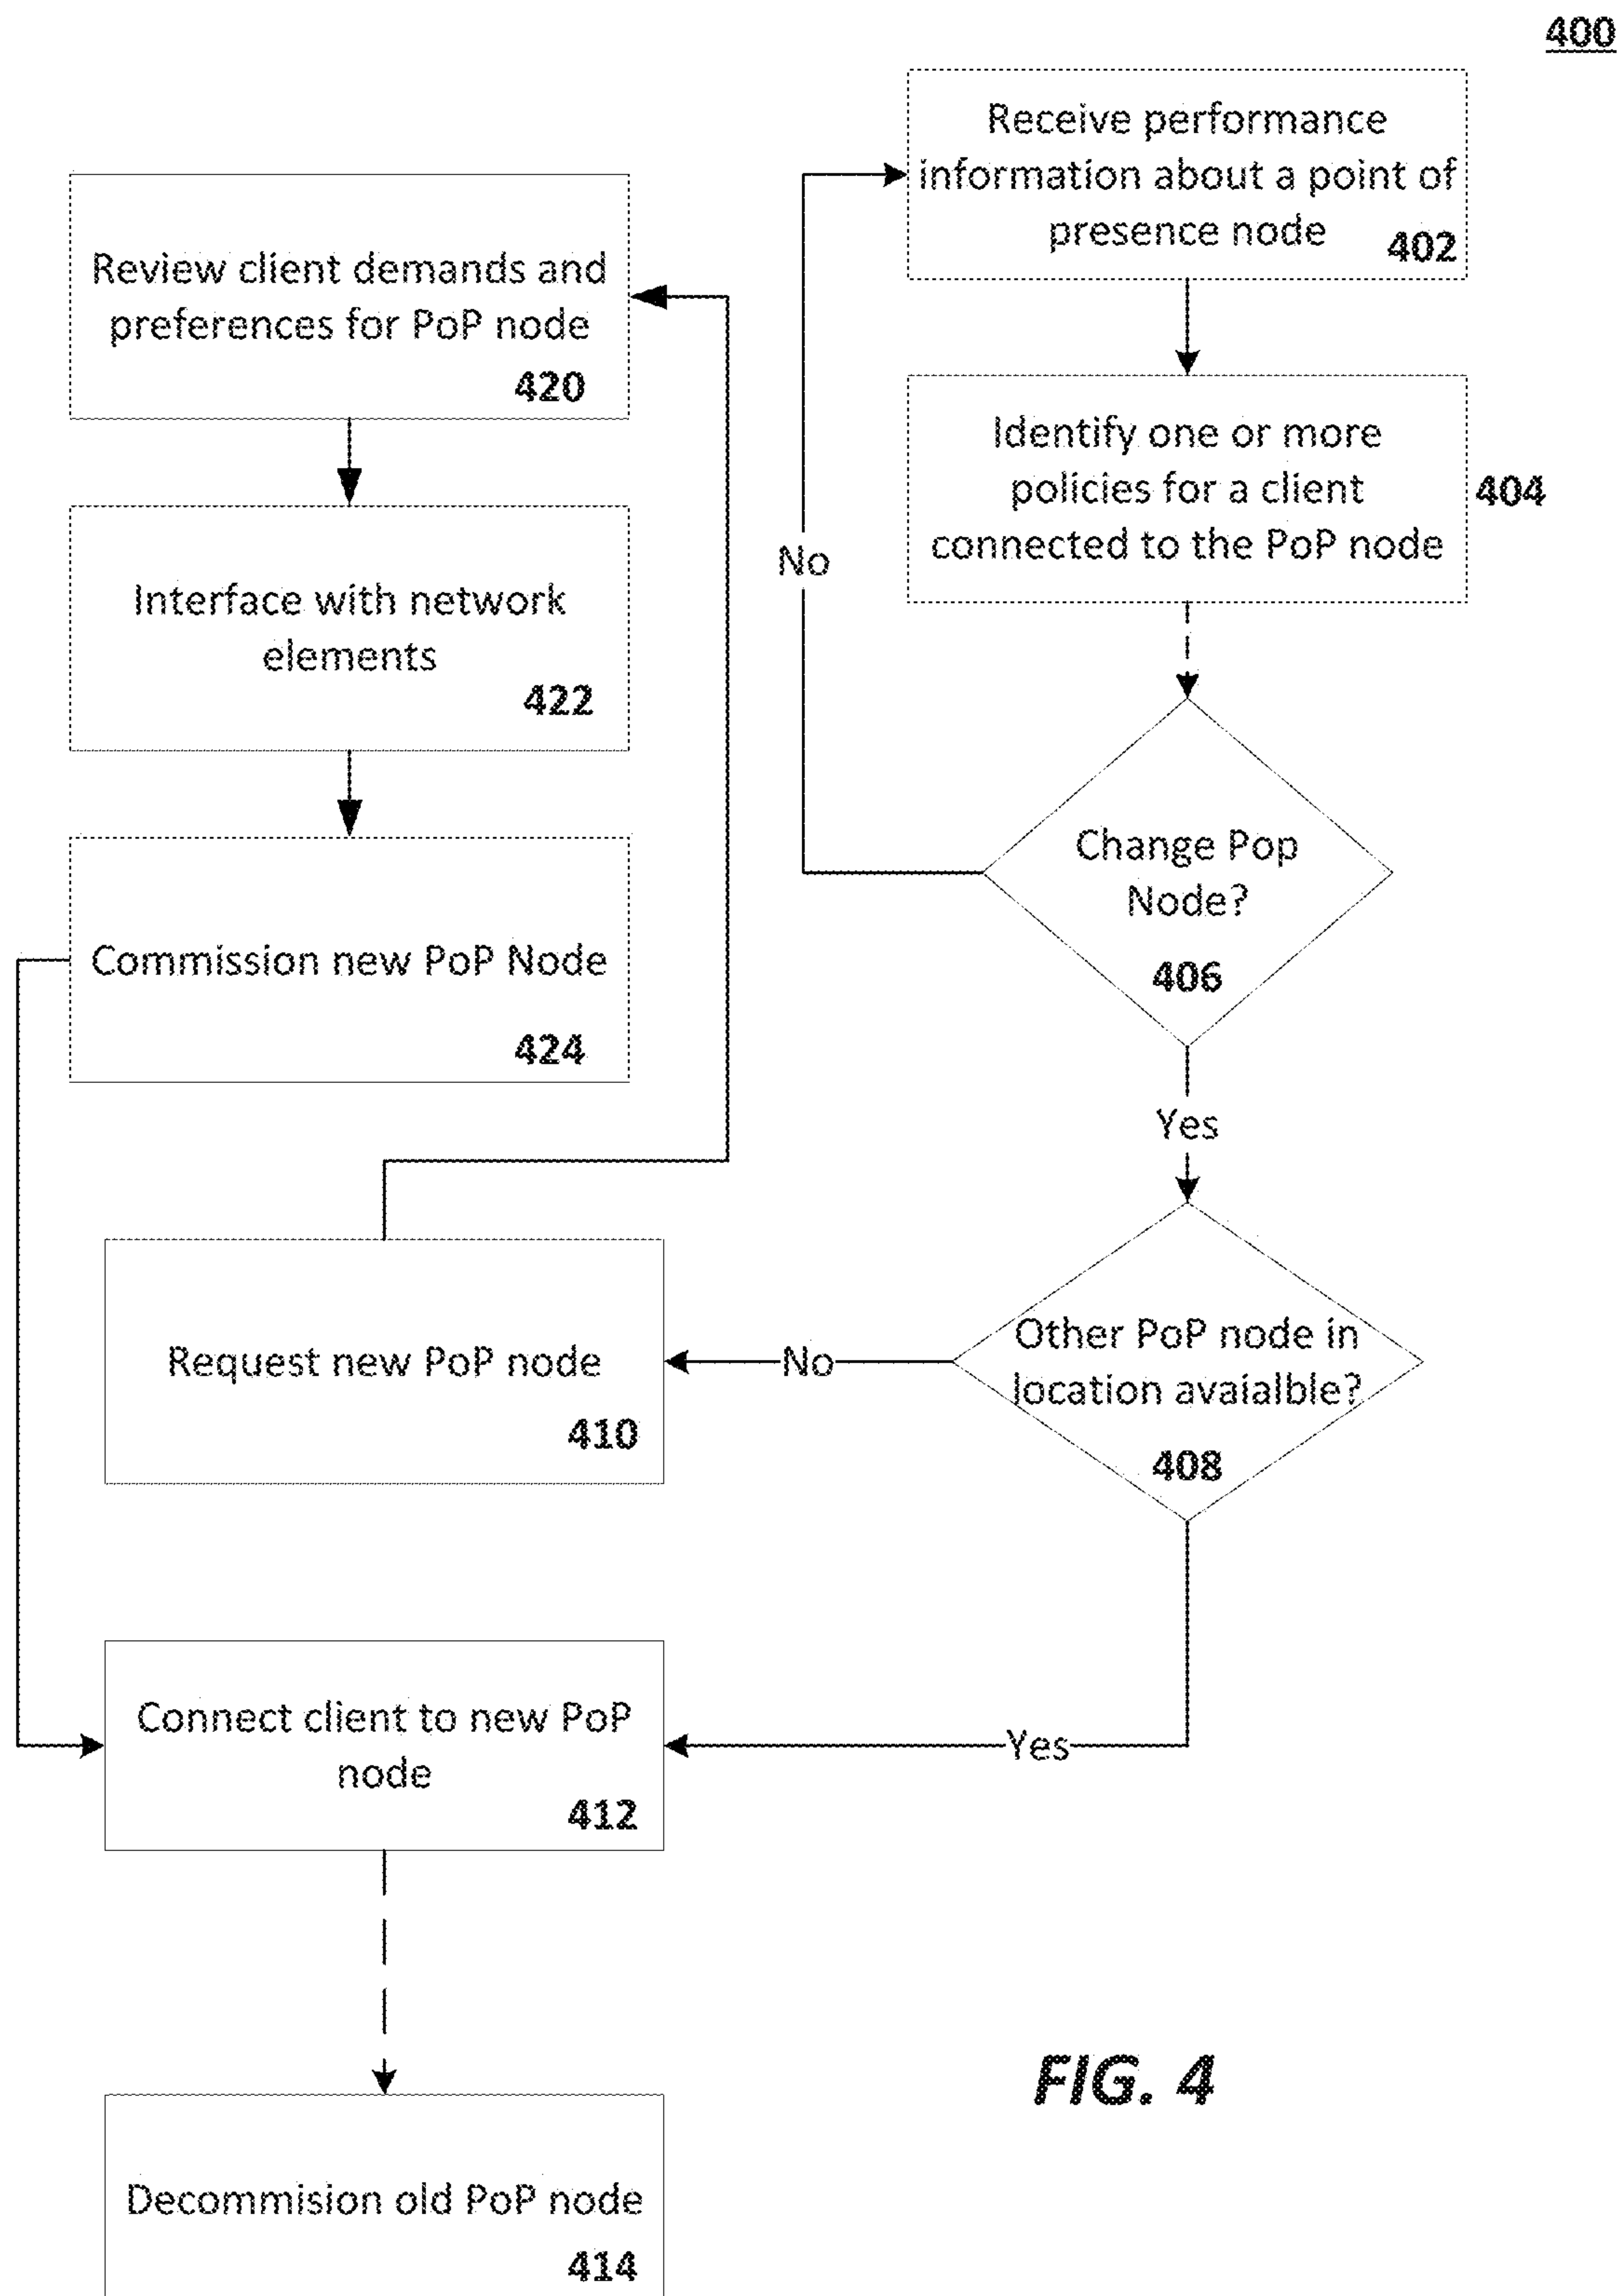 400
Receive performance
information about a point of
presence node
402
Identify one or more
policies for a client
connected to the PoP node
404
No
Change Pop
Node?
406
Yes
Other PoP node in
location avaialble?
408
No
Yes
Review client demands and
preferences for PoP node
420
Interface with network
elements
422
Commission new PoP Node
424
Request new PoP node
410
Connect client to new PoP
node
412
Decommision old PoP node
414
FIG. 4